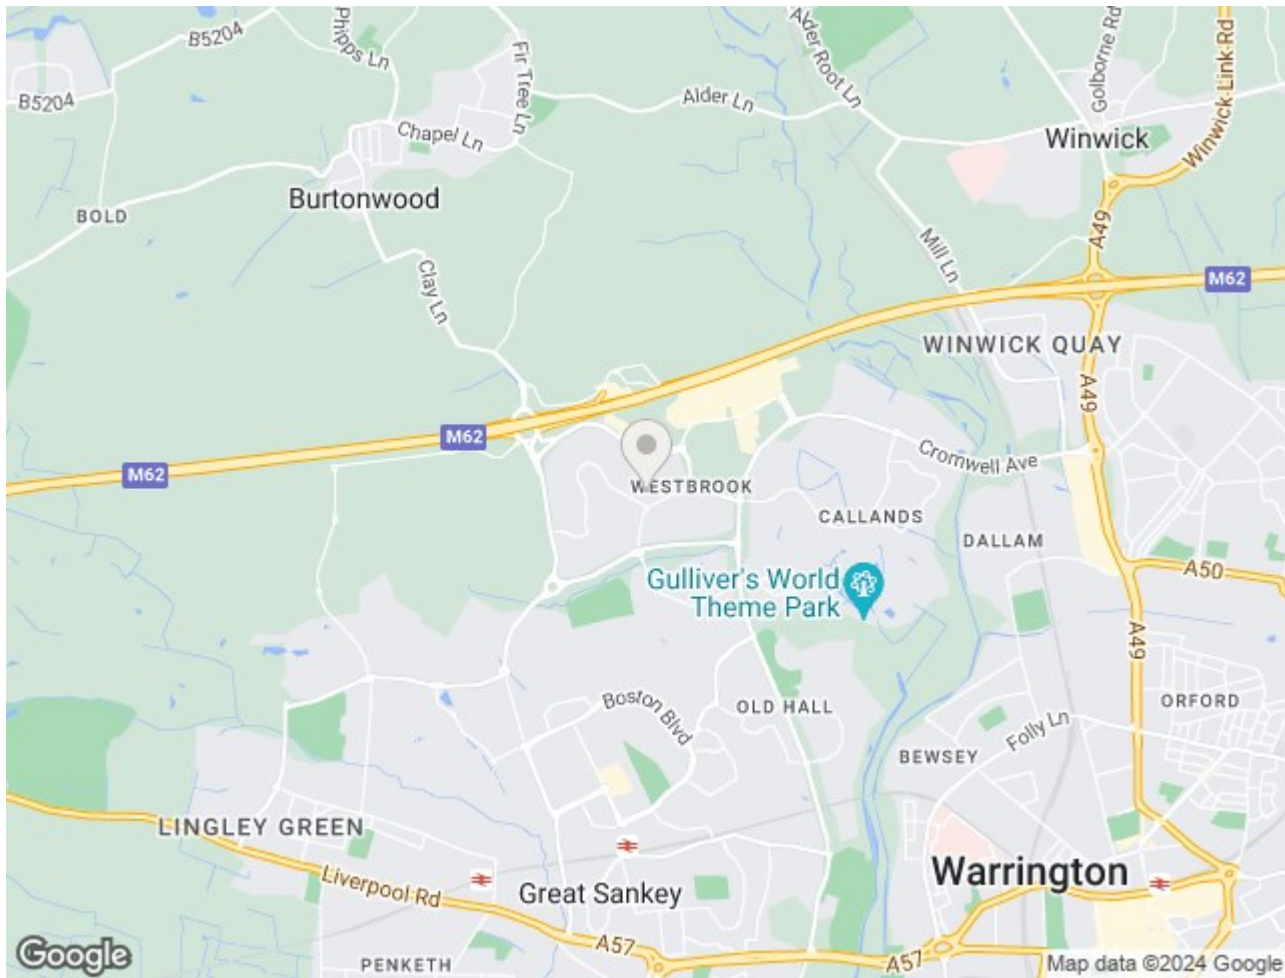 B5204
Phipps Ln
Fir Tree Ln
Alder Root Ln
Golborne Rd
Winwick Link Rd
B5204
Alder Ln
Chapel Ln
Winwick
Burtonwood
BOLD
A49
Mill Ln
Clay Ln
M62
WINWICK QUAY
A49
M62
M62
Cromwell Ave
WESTBROOK
CALLANDS
DALLAM
Gulliver's World
Theme Park
A50
A49
Boston Blvd
OLD HALL
ORFORD
Folly Ln
BEWSEY
LINGLEY GREEN
Liverpool Rd
Great Sankey
Warrington
A57
A57
PENKETH
Google
Map data ©2024 Google